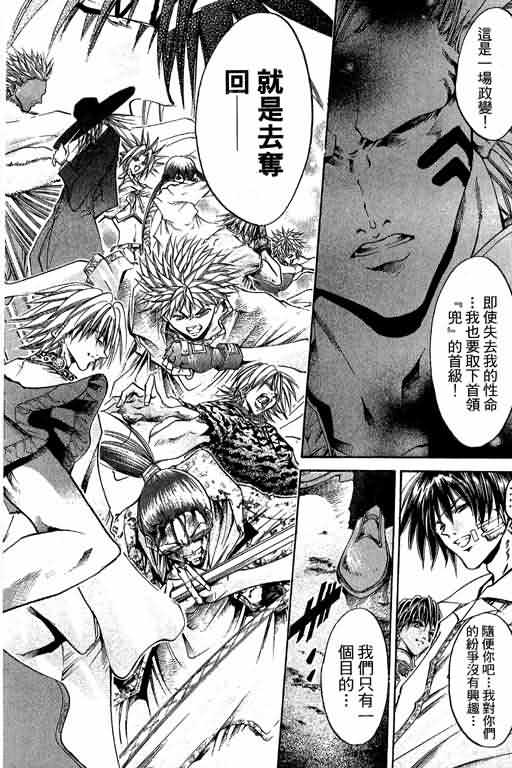 這是一場政變！
即使失去我的性命
…我也要取下首領
『兜』的首級！
隨便你吧…我對你們
的紛爭沒有興趣…
我們只有一
個目的…
就是去奪
回——